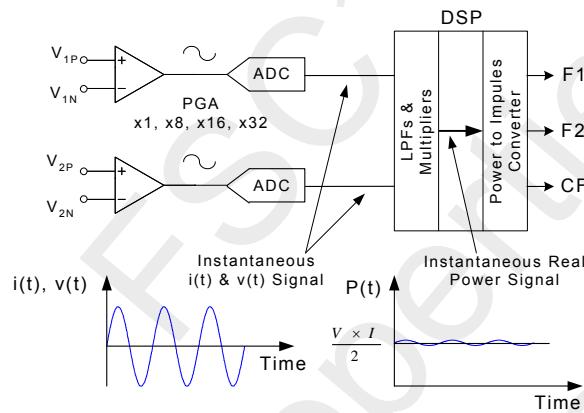 DSP
V1P
+
V1N
−
PGA
x1, x8, x16, x32
ADC
V2P
+
V2N
−
ADC
LPFs &
Multipliers
Power to Impules
Converter
F1
F2
CF
Instantaneous
i(t) & v(t) Signal
Instantaneous Real
Power Signal
i(t), v(t)
Time
P(t)
V × I
2
Time